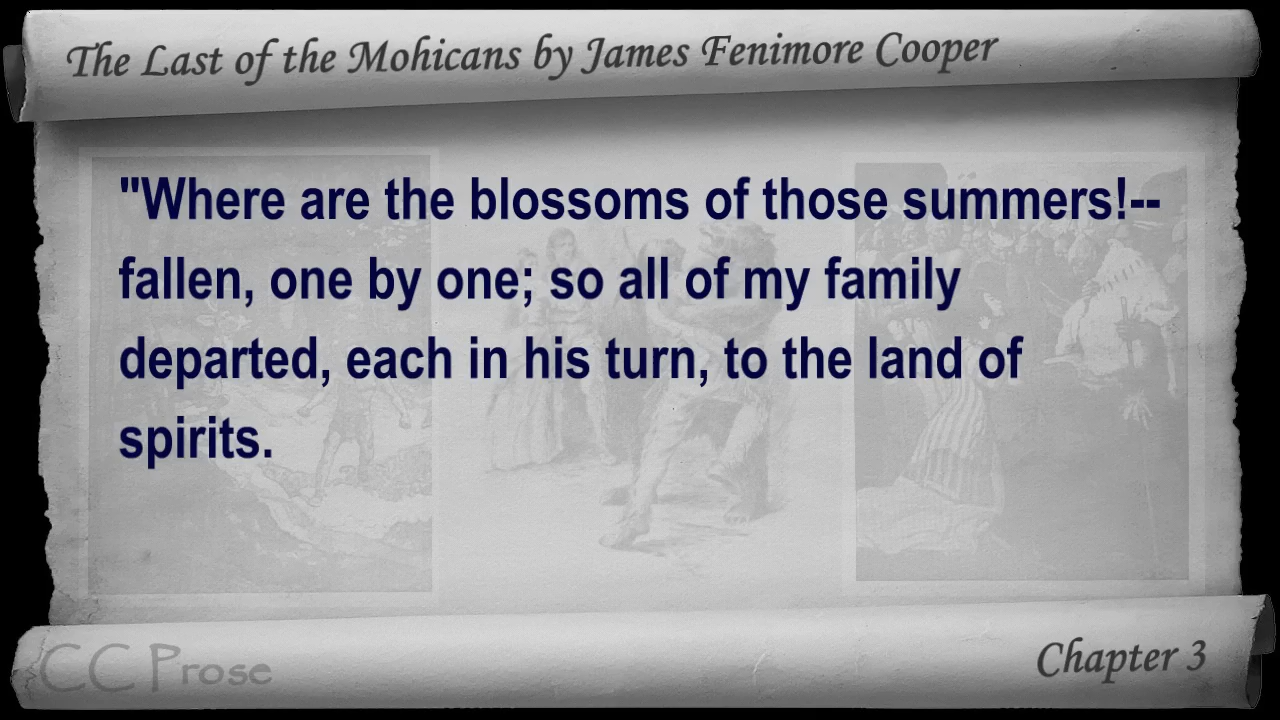 The Last of the Mohicans by James Fenimore Cooper
"Where are the blossoms of those summers!--
fallen, one by one; so all of my family
departed, each in his turn, to the land of
spirits.
CC Prose
Chapter 3